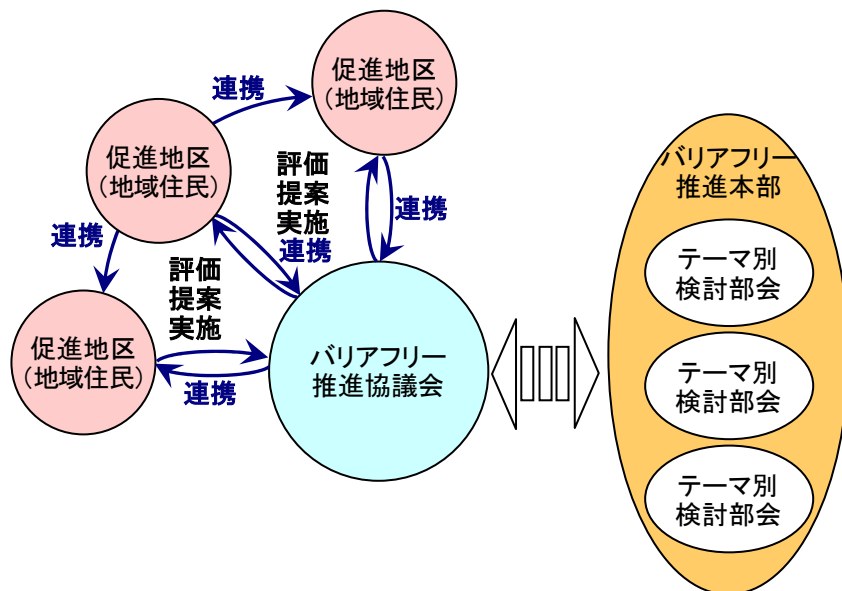 促進地区
(地域住民)
連携
促進地区
(地域住民)
連携
促進地区
(地域住民)
評価
提案
実施
連携
連携
評価
提案
実施
連携
バリアフリー
推進協議会
バリアフリー
推進本部
テーマ別
検討部会
テーマ別
検討部会
テーマ別
検討部会